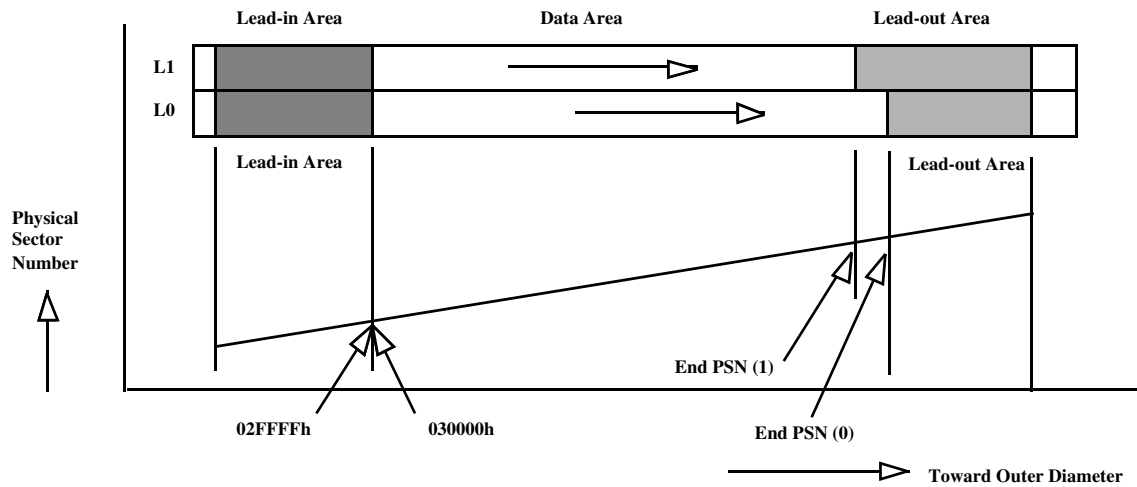 Lead-in Area
Data Area
Lead-out Area
L1
L0
Lead-in Area
Lead-out Area
Physical
Sector
Number
End PSN (1)
02FFFFh
030000h
End PSN (0)
Toward Outer Diameter